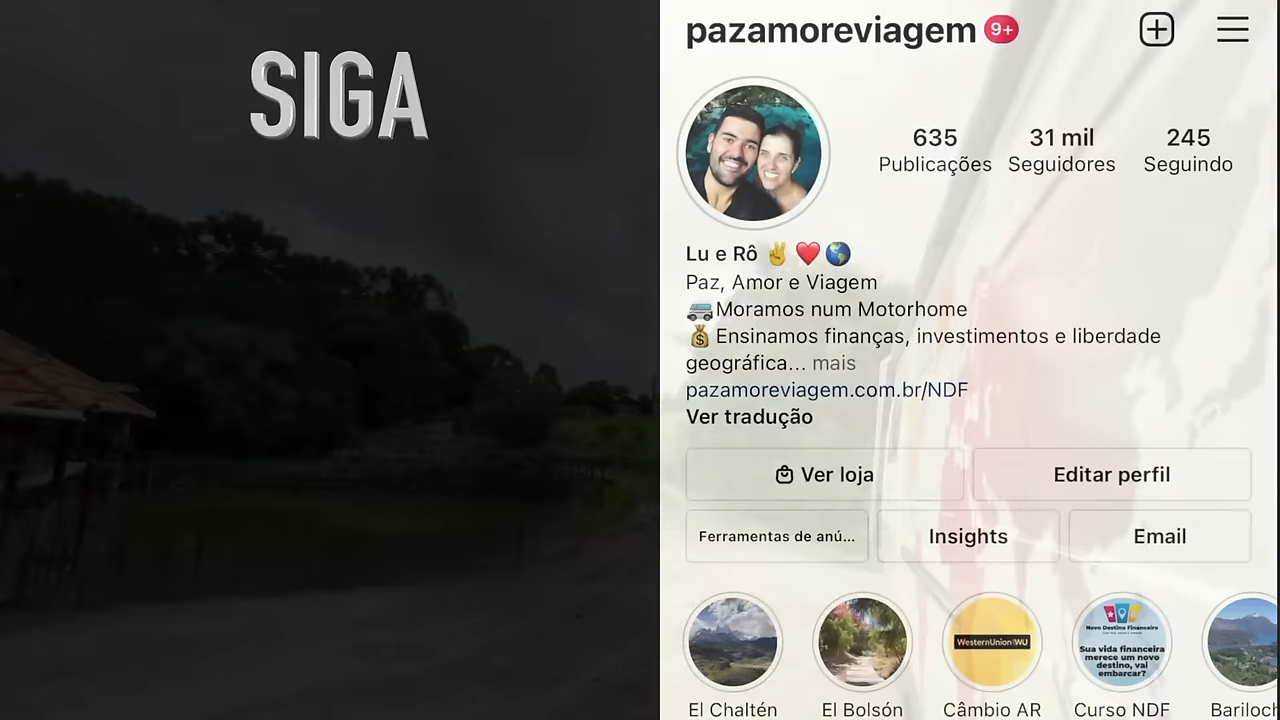 SIGA
pazamoreviagem 9+
635 31 mil 245
Publicações Seguidores Seguindo
Lu e Rô ✌️❤️🌎
Paz, Amor e Viagem
🚐Moramos num Motorhome
💰Ensinamos finanças, investimentos e liberdade
geográfica... mais
pazamoreviagem.com.br/NDF
Ver tradução
Ver loja Editar perfil
Ferramentas de anú... Insights Email
WesternUnion WU
Novo Destino Financeiro
Sua vida financeira
merece um novo
destino, vai
embarcar?
El Chaltén El Bolsón Câmbio AR Curso NDF Bariloch